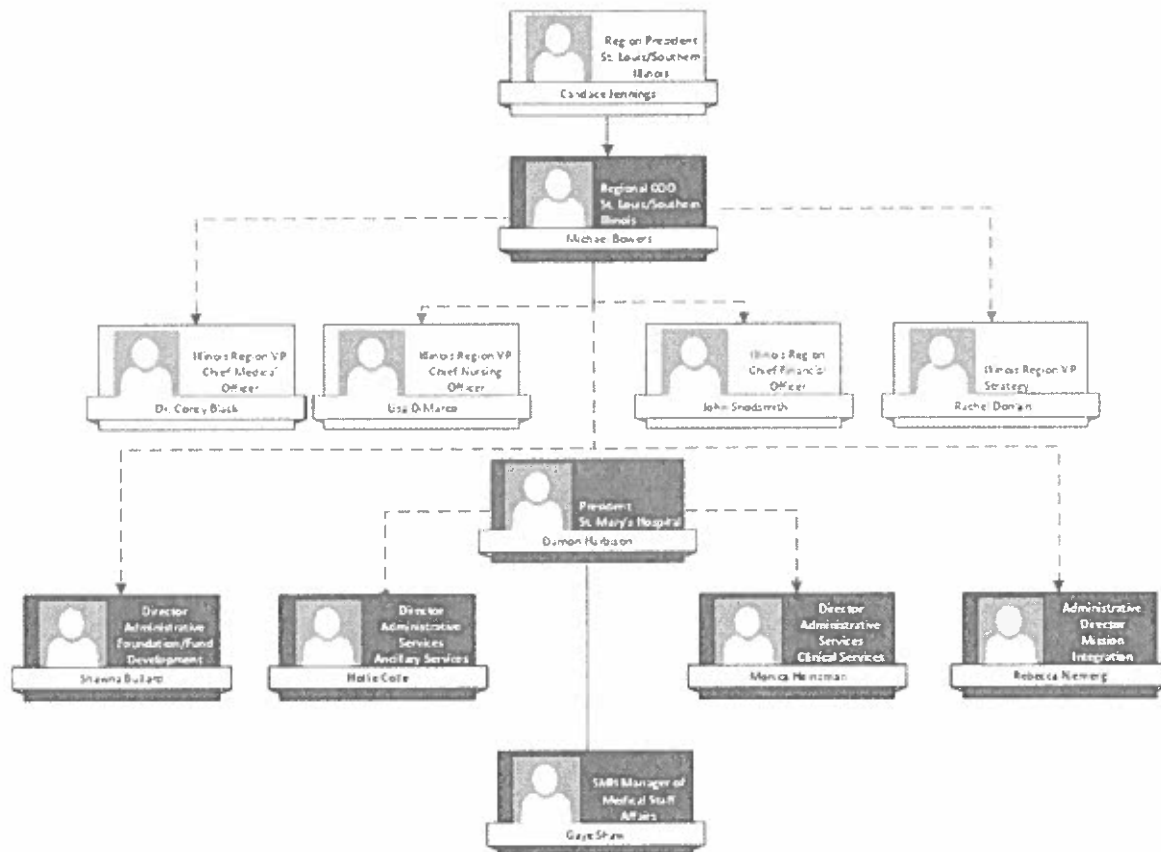 Region President
St. Louis/Southern
Illinois
Candace Jennings
Regional COO
St. Louis/Southern
Illinois
Michael Bowers
Illinois Region VP
Chief Medical
Officer
Dr. Corey Black
Illinois Region VP
Chief Nursing
Officer
Lisa DiMarco
Illinois Region
Chief Financial
Officer
John
Illinois Region VP
Strategy
Rachel
President
St. Mary's Hospital
Damon Harbison
Director
Administrative
Foundation/Fund
Development
Shawna Bullard
Director
Administrative
Services
Ancillary Services
Hollie
Director
Administrative
Services
Clinical Services
Monica Heinzman
Administrative
Director
Mission
Integration
Rebecca Niemerg
SMH Manager of
Medical Staff
Affairs
Gaye Shaw